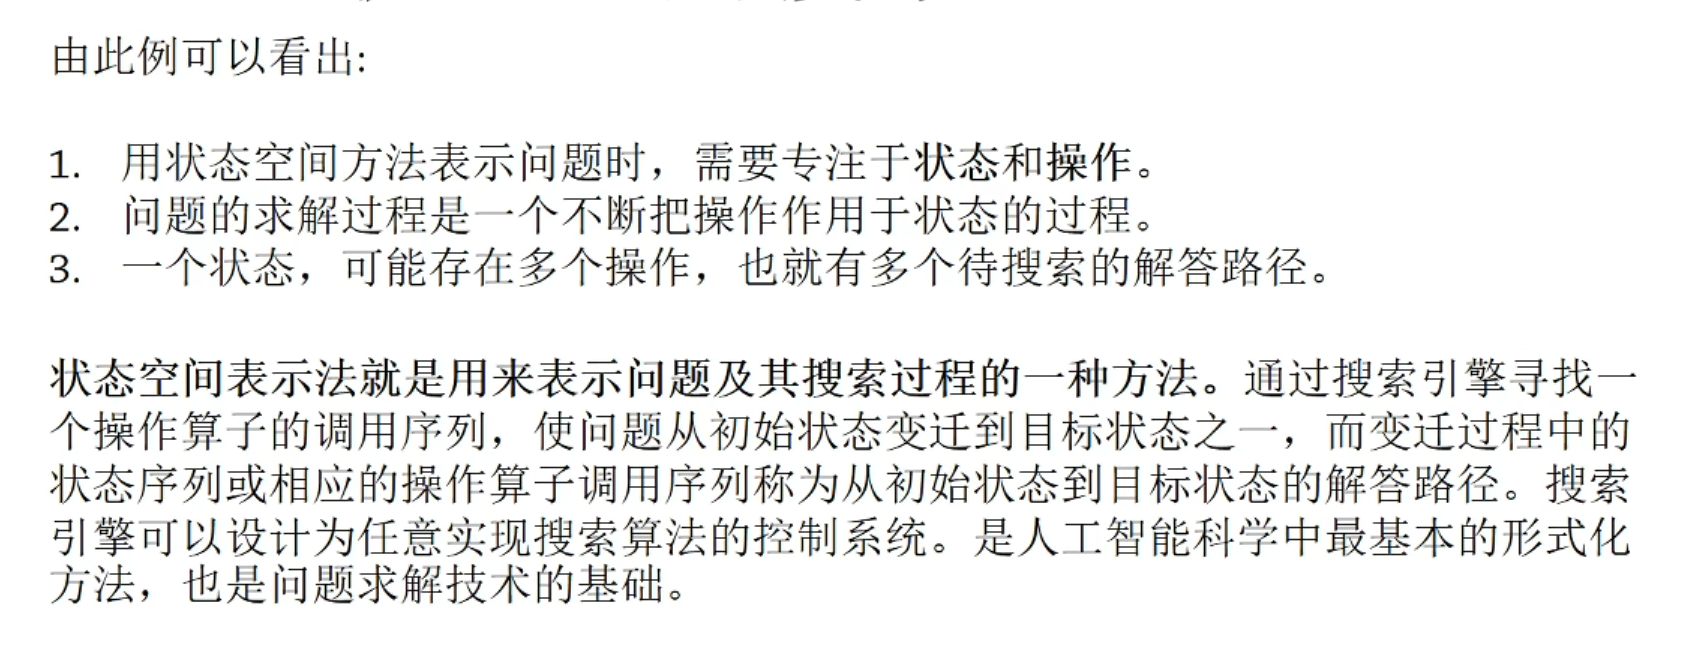 由此例可以看出:
1. 用状态空间方法表示问题时，需要专注于状态和操作。
2. 问题的求解过程是一个不断把操作作用于状态的过程。
3. 一个状态，可能存在多个操作，也就有多个待搜索的解答路径。
状态空间表示法就是用来表示问题及其搜索过程的一种方法。通过搜索引擎寻找一
个操作算子的调用序列，使问题从初始状态变迁到目标状态之一，而变迁过程中的
状态序列或相应的操作算子调用序列称为从初始状态到目标状态的解答路径。搜索
引擎可以设计为任意实现搜索算法的控制系统。是人工智能科学中最基本的形式化
方法，也是问题求解技术的基础。